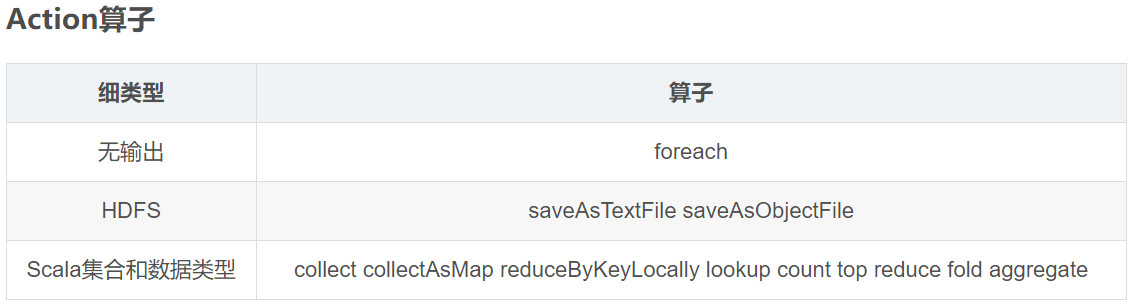 Action算子
细类型 算子
无输出 foreach
HDFS saveAsTextFile saveAsObjectFile
Scala集合和数据类型 collect collectAsMap reduceByKeyLocally lookup count top reduce fold aggregate